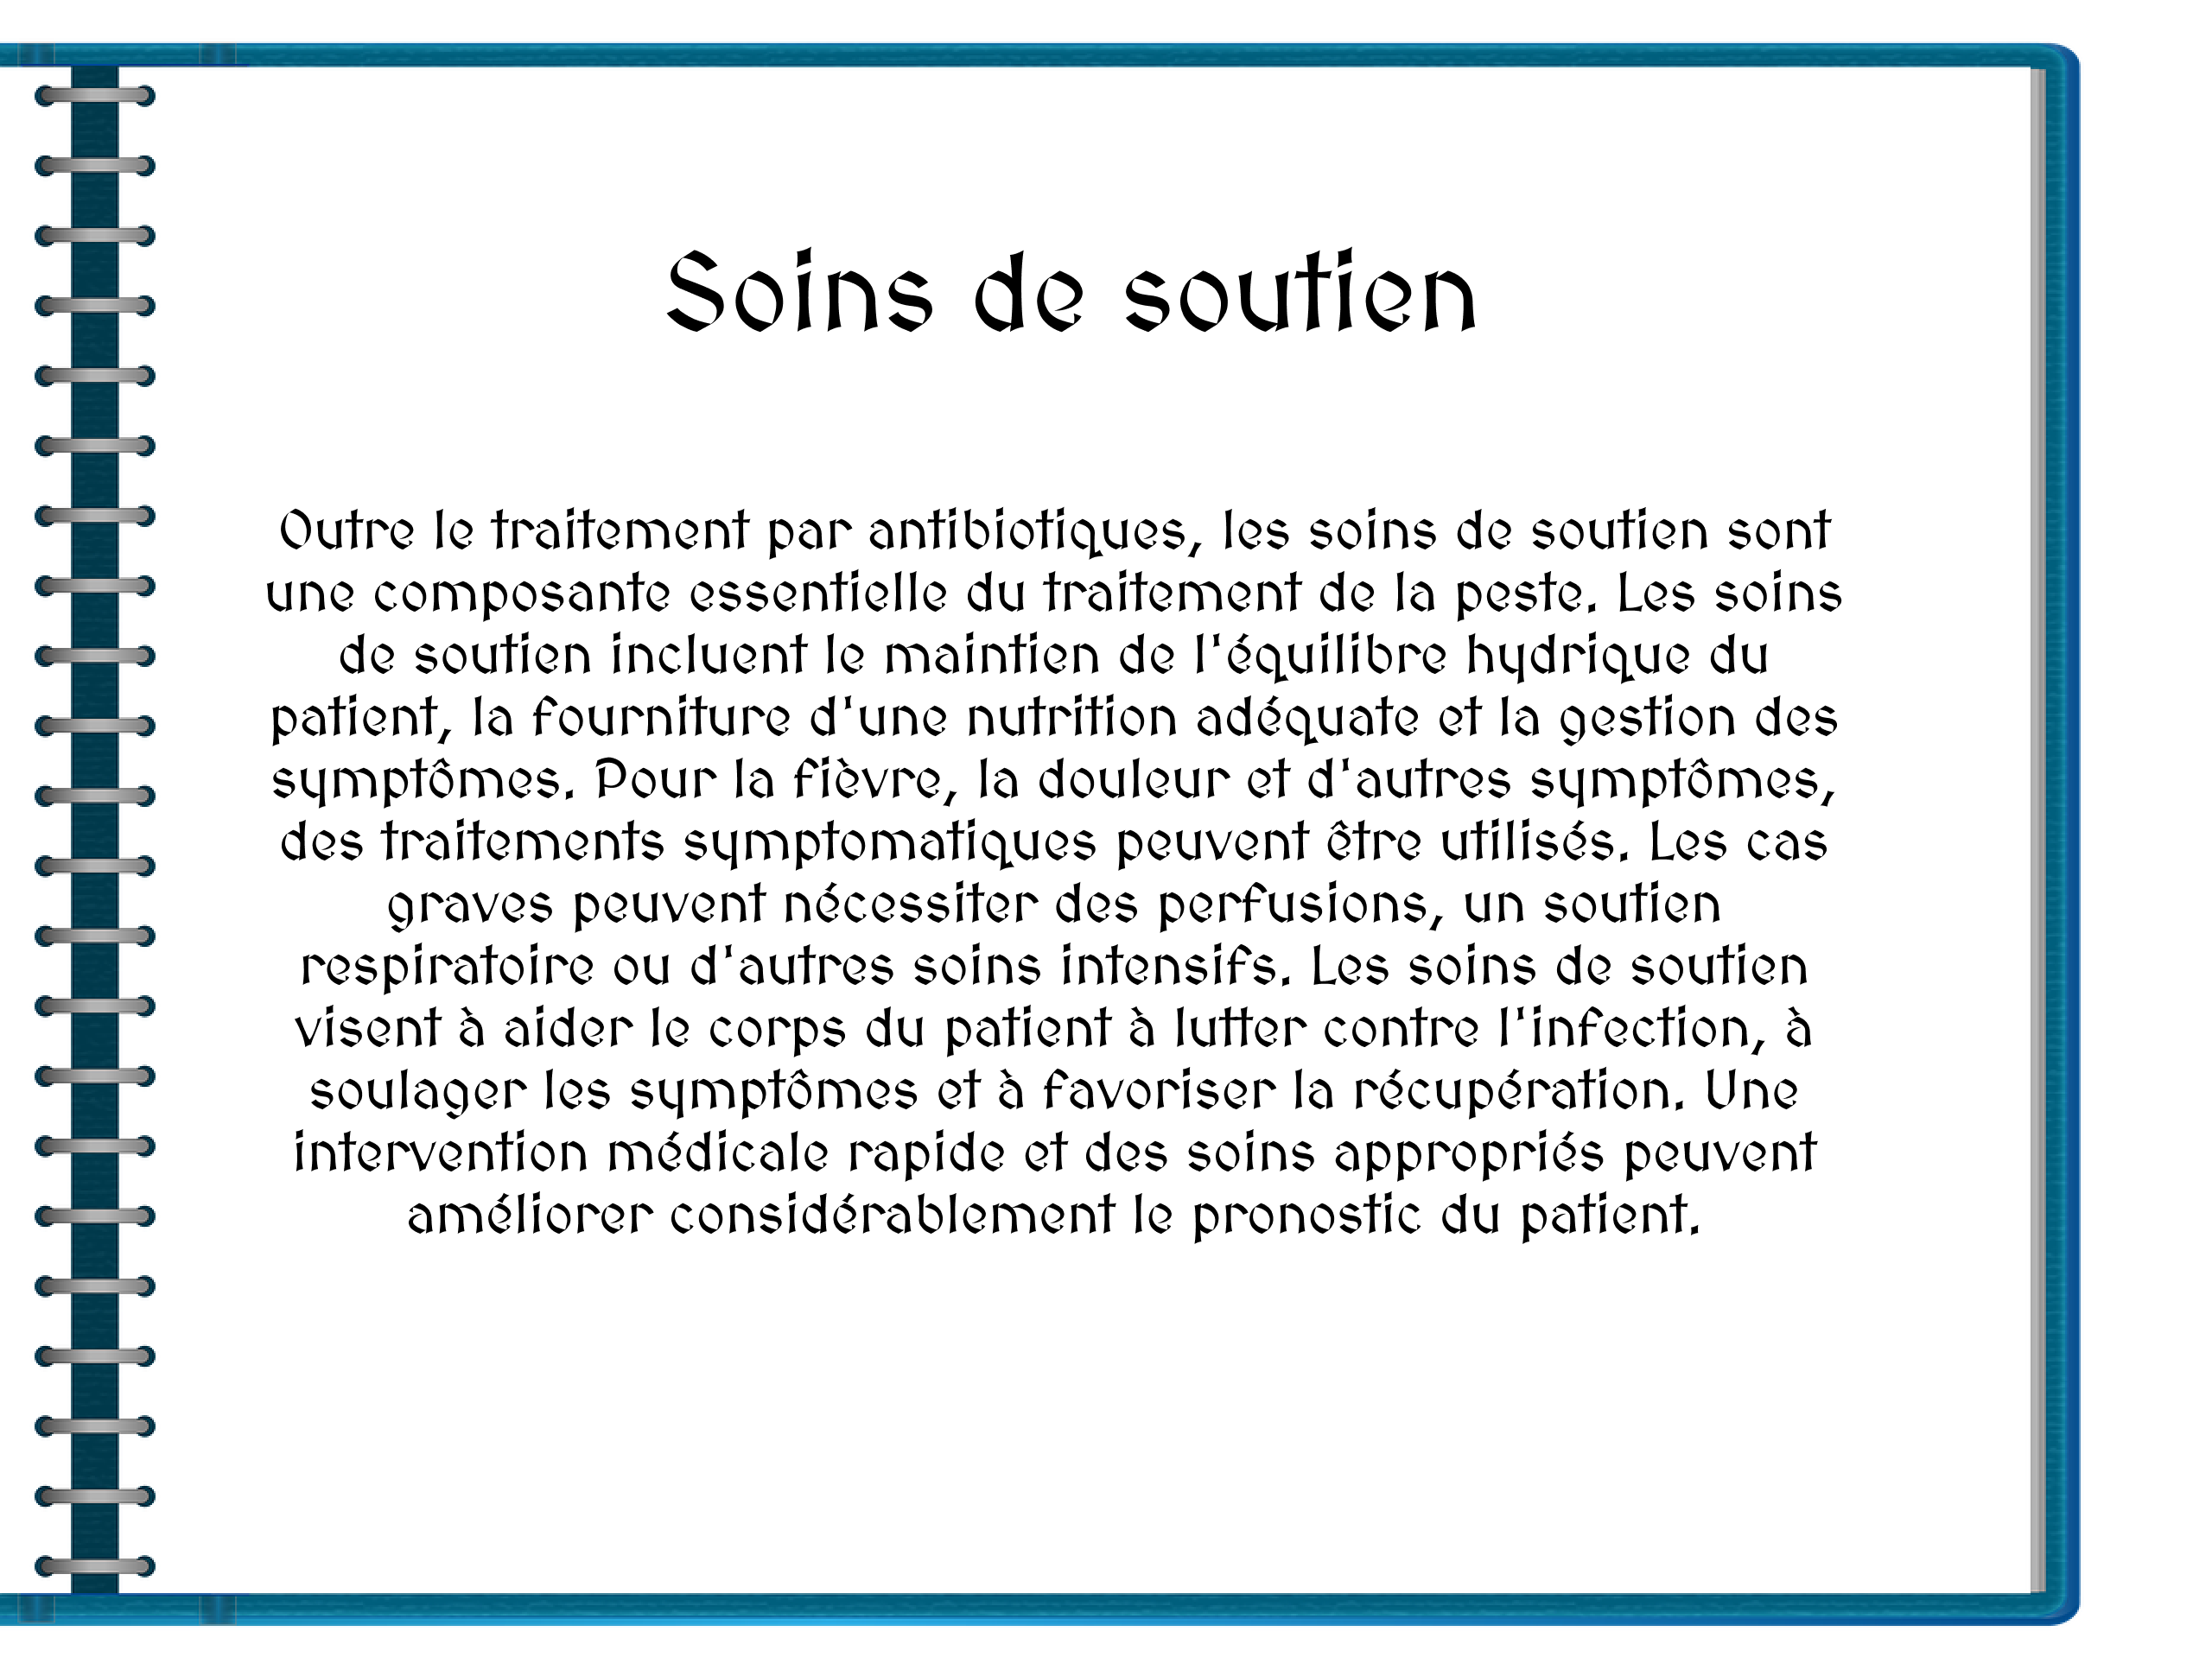 Soins de soutien
Outre le traitement par antibiotiques, les soins de soutien sont
une composante essentielle du traitement de la peste. Les soins
de soutien incluent le maintien de l'équilibre hydrique du
patient, la fourniture d'une nutrition adéquate et la gestion des
symptômes. Pour la fièvre, la douleur et d'autres symptômes,
des traitements symptomatiques peuvent être utilisés. Les cas
graves peuvent nécessiter des perfusions, un soutien
respiratoire ou d'autres soins intensifs. Les soins de soutien
visent à aider le corps du patient à lutter contre l'infection, à
soulager les symptômes et à favoriser la récupération. Une
intervention médicale rapide et des soins appropriés peuvent
améliorer considérablement le pronostic du patient.